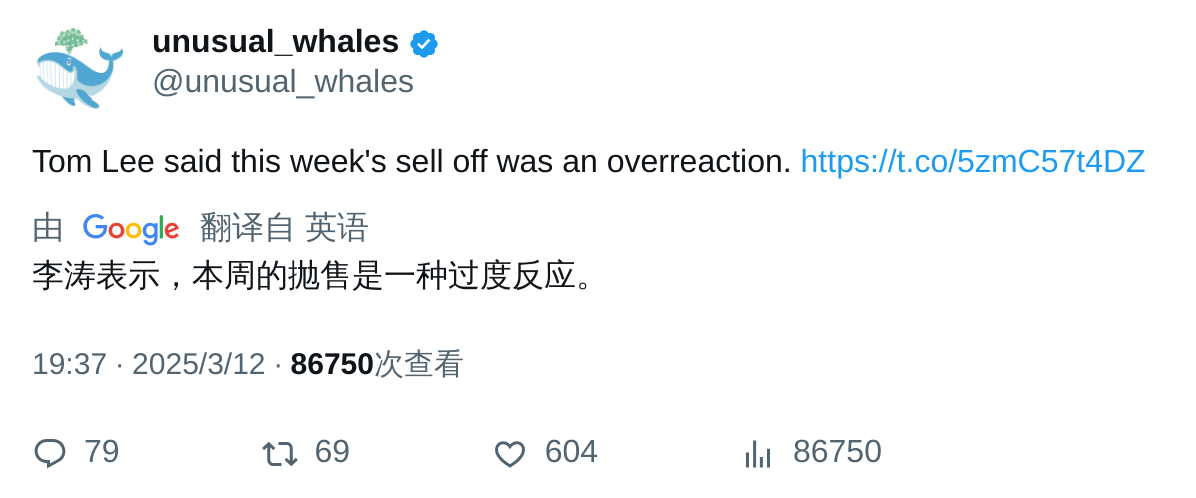 unusual_whales
@unusual_whales
Tom Lee said this week's sell off was an overreaction. https://t.co/5zmC57t4DZ
由 Google 翻译自 英语
李涛表示，本周的抛售是一种过度反应。
19:37 · 2025/3/12 · 86750次查看
79 69 604 86750